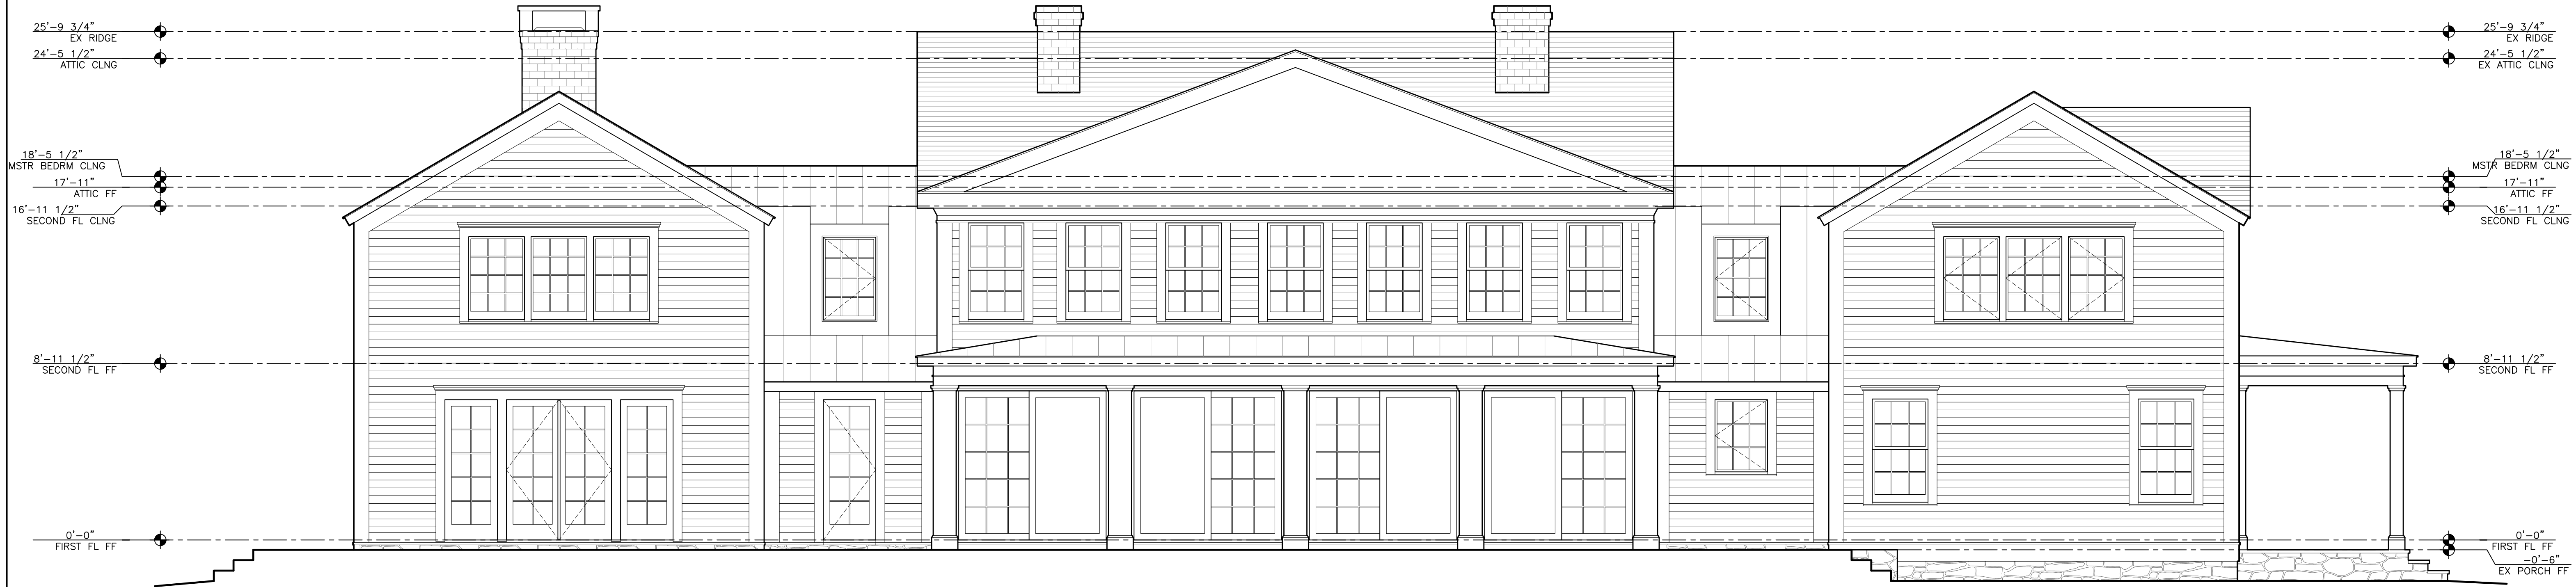 25'-9 3/4"
EX RIDGE
24'-5 1/2"
ATTIC CLNG
18'-5 1/2"
MSTR BEDRM CLNG
17'-11"
ATTIC FF
16'-11 1/2"
SECOND FL CLNG
8'-11 1/2"
SECOND FL FF
0'-0"
FIRST FL FF
25'-9 3/4"
EX RIDGE
24'-5 1/2"
EX ATTIC CLNG
18'-5 1/2"
MSTR BEDRM CLNG
17'-11"
ATTIC FF
16'-11 1/2"
SECOND FL CLNG
8'-11 1/2"
SECOND FL FF
0'-0"
FIRST FL FF
-0'-6"
EX PORCH FF